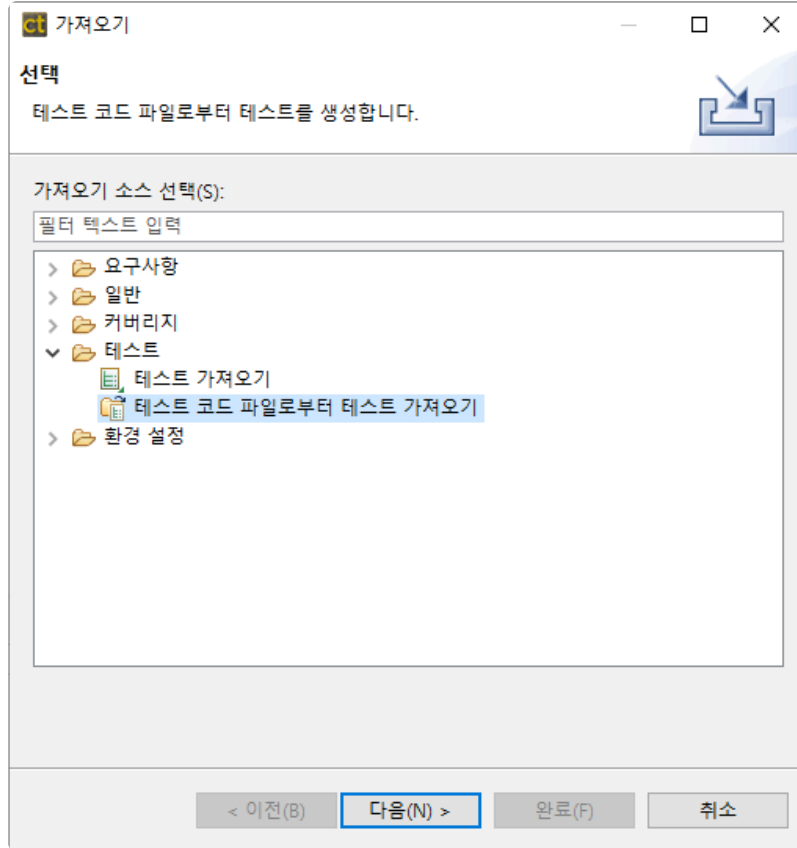 ct 가져오기
선택
테스트 코드 파일로부터 테스트를 생성합니다.
가져오기 소스 선택(S):
필터 텍스트 입력
요구사항
일반
커버리지
테스트
테스트 가져오기
테스트 코드 파일로부터 테스트 가져오기
환경 설정
< 이전(B) 다음(N) > 완료(F) 취소